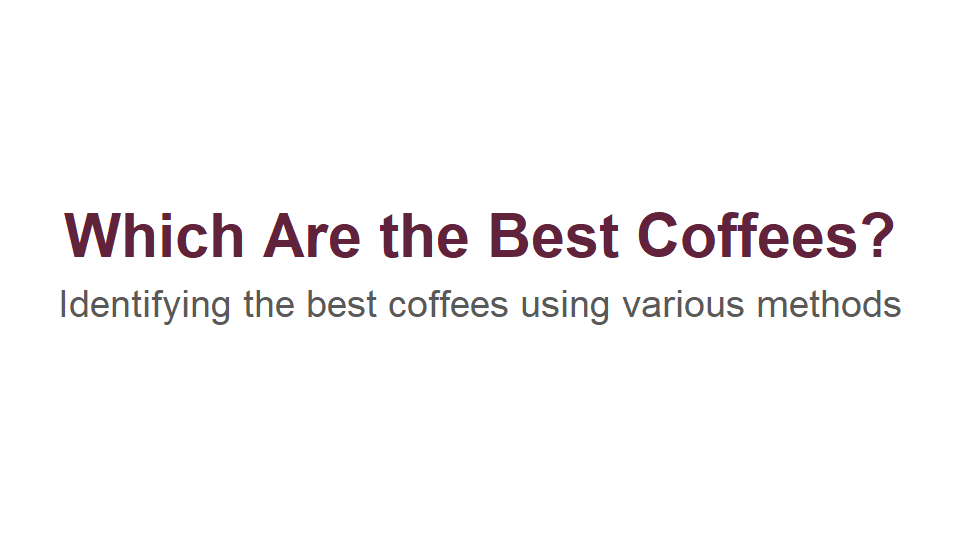 Which Are the Best Coffees?
Identifying the best coffees using various methods